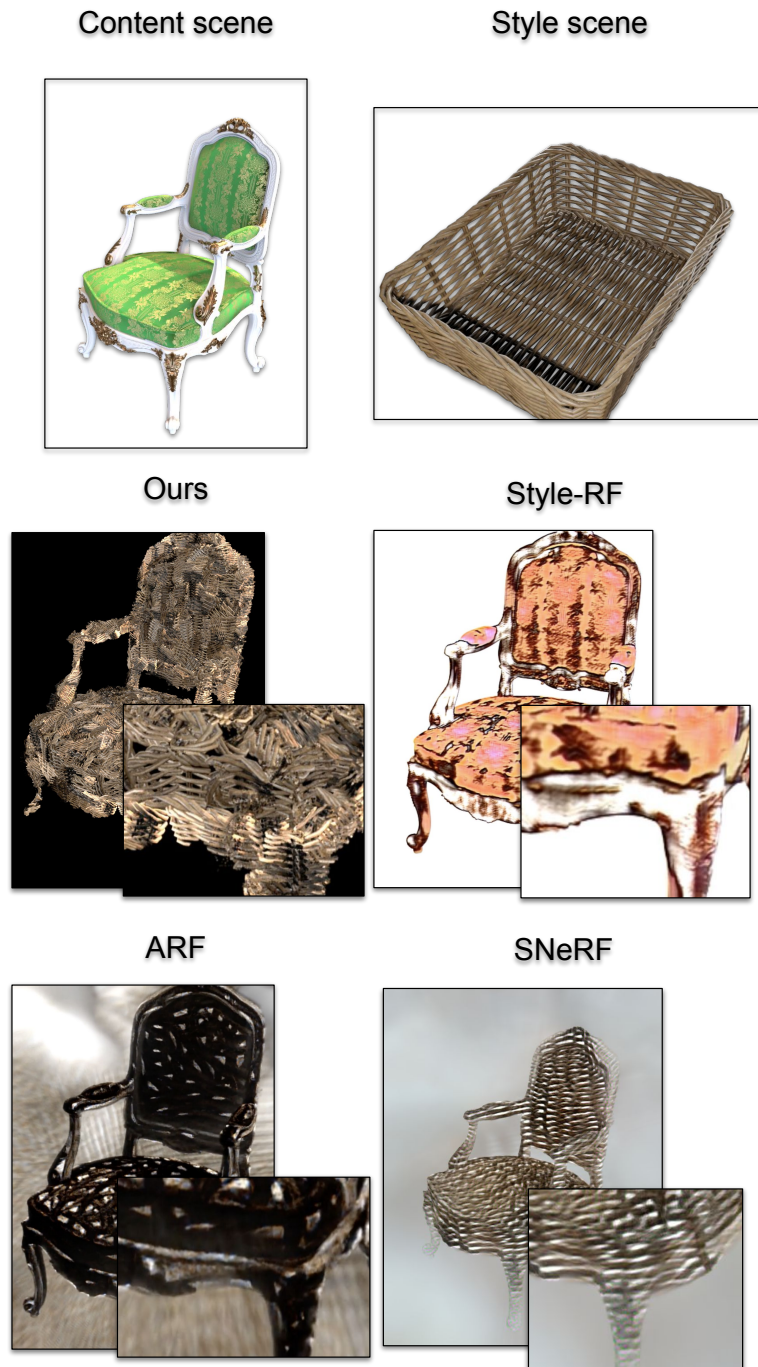 Content scene
Style scene
Ours
Style-RF
ARF
SNeRF